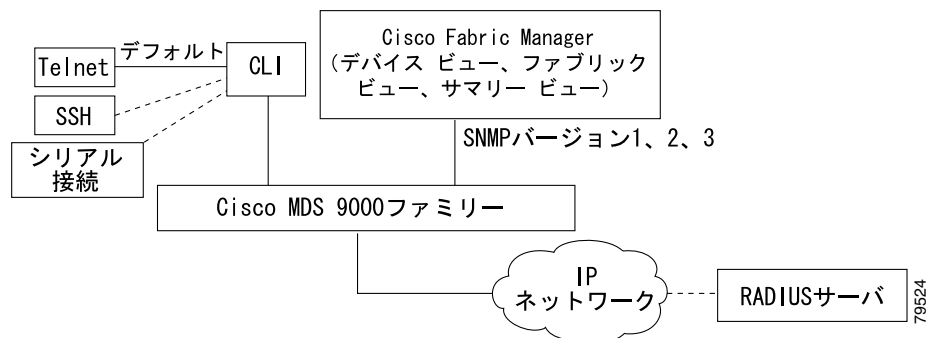 Telnet
デフォルト
CLI
SSH
シリアル
接続
Cisco Fabric Manager
(デバイス ビュー、ファブリック
ビュー、サマリー ビュー)
SNMPバージョン1、2、3
Cisco MDS 9000ファミリー
IP
ネットワーク
RADIUSサーバ
79524